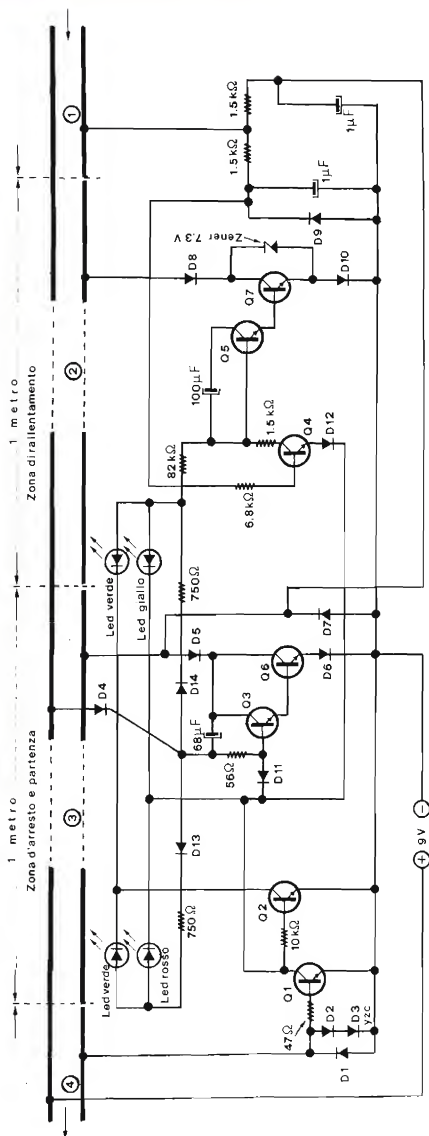 1 metro
Zona d'arresto e partenza
1 metro
Zona dirallentamento
4
3
2
1
D4
Led verde
Led rosso
750Ω
D13
D14
750Ω
Led verde
Led giallo
D5
68µF
56Ω
D11
Q3
Q6
D6
D7
82kΩ
100µF
Q5
D8
Q7
Zener 7.3 V
D10
D9
1.5kΩ
1.5kΩ
1µF
1µF
1.5kΩ
6.8kΩ
Q4
D12
Q2
10kΩ
Q1
47Ω
D2
D3
yzc
D1
+ 9V −